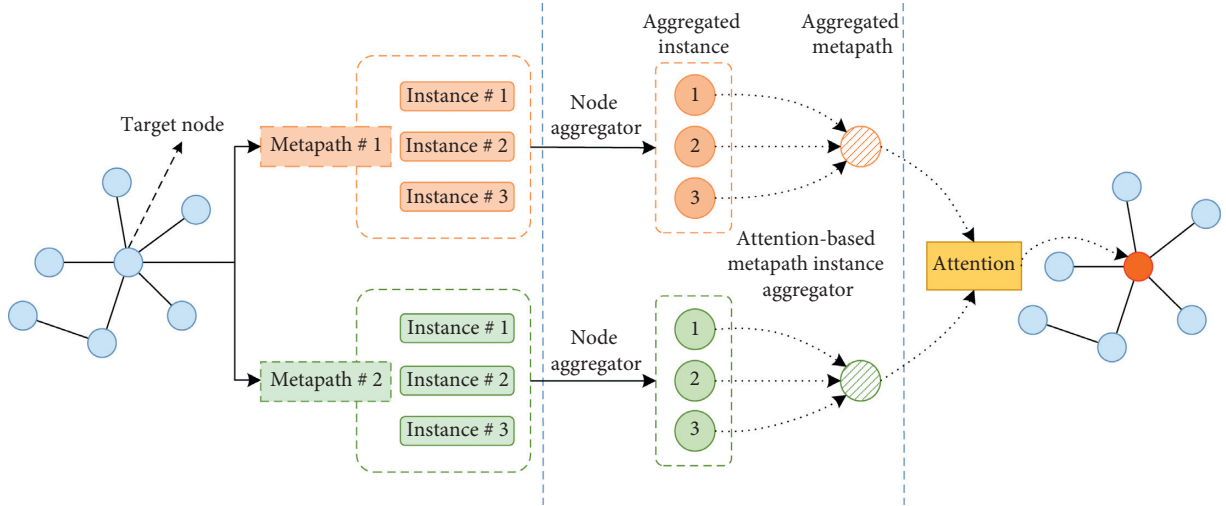 Target node
Metapath # 1
Instance # 1
Instance # 2
Instance # 3
Node
aggregator
Aggregated
instance
1
2
3
Aggregated
metapath
Metapath # 2
Instance # 1
Instance # 2
Instance # 3
Node
aggregator
1
2
3
Attention-based
metapath instance
aggregator
Attention